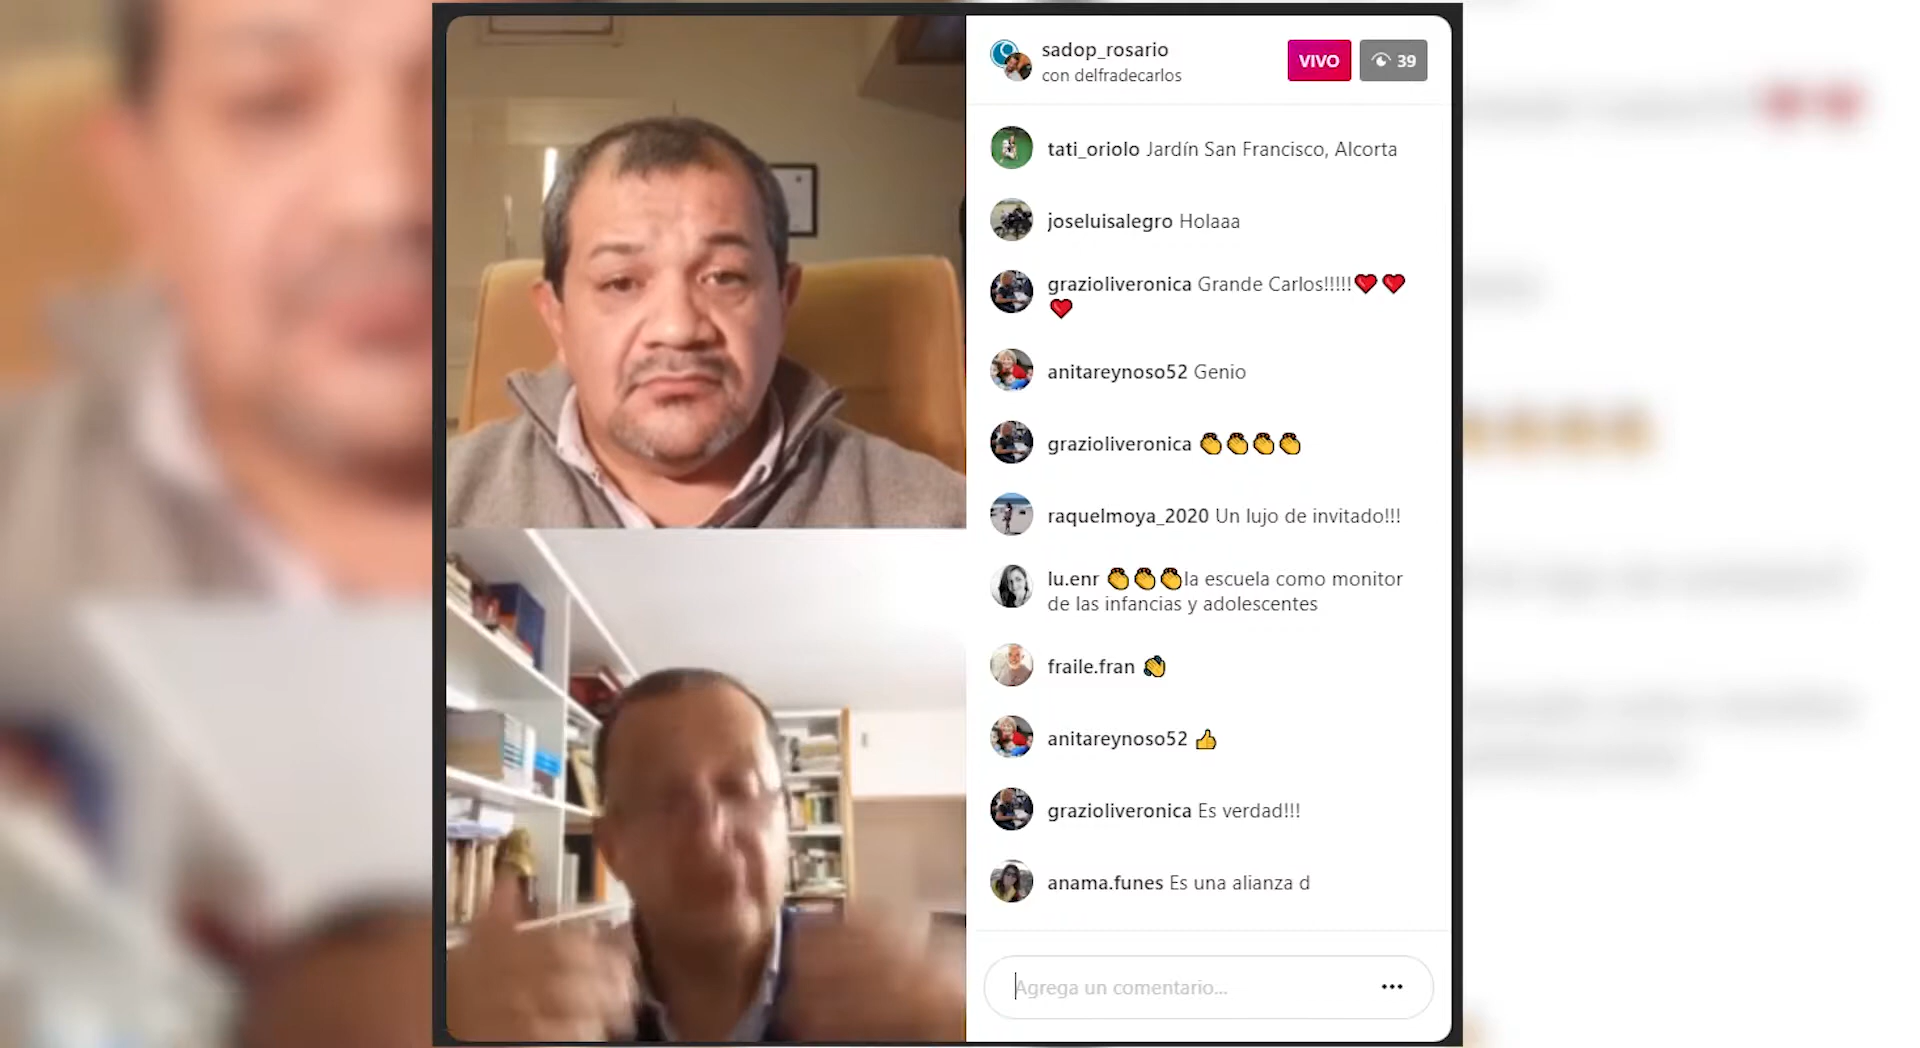 sadop_rosario
con delfradecarlos
VIVO
39
tati_oriolo Jardín San Francisco, Alcorta
joseluisalegro Holaaa
grazioliveronica Grande Carlos!!!!!❤️❤️
❤️
anitareynoso52 Genio
grazioliveronica 👏👏👏👏
raquelmoya_2020 Un lujo de invitado!!!
lu.enr 👏👏👏la escuela como monitor
de las infancias y adolescentes
fraile.fran 👏
anitareynoso52 👍
grazioliveronica Es verdad!!!
anama.funes Es una alianza d
Agrega un comentario...